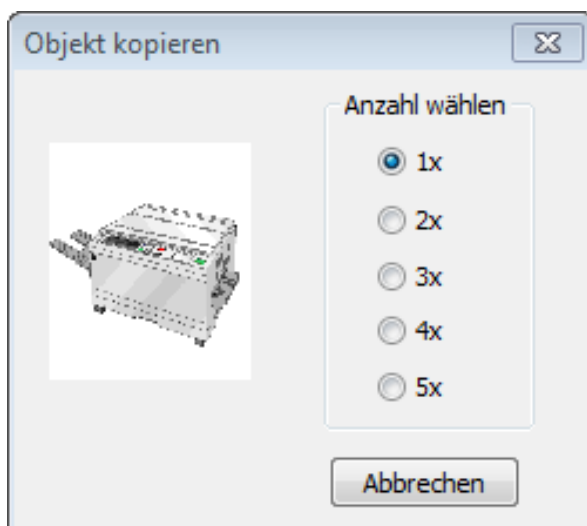 Objekt kopieren
Anzahl wählen
1x
2x
3x
4x
5x
Abbrechen